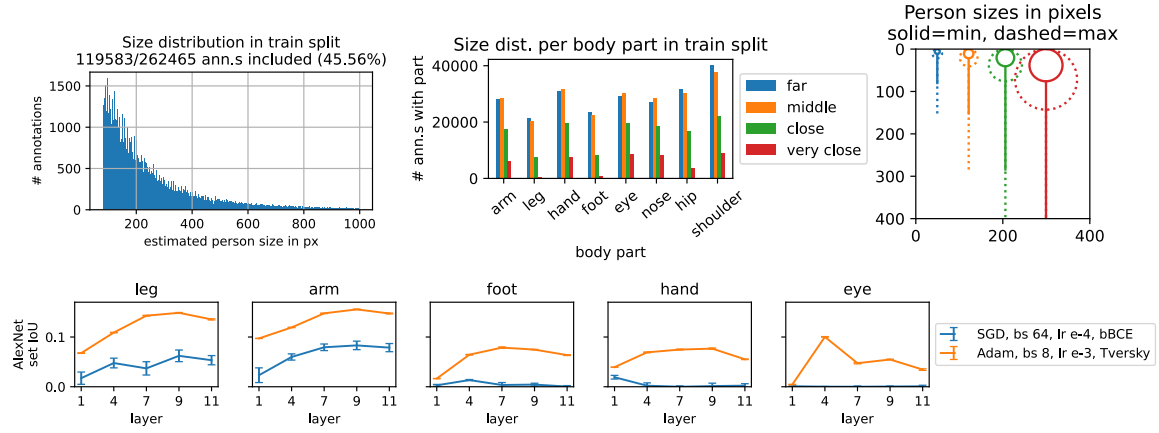 Size distribution in train split
119583/262465 ann.s included (45.56%)
# annotations
1500
1000
500
0
200
400
600
800
1000
estimated person size in px
Size dist. per body part in train split
# ann.s with part
40000
20000
0
arm
leg
hand
foot
eye
nose
hip
shoulder
body part
far
middle
close
very close
Person sizes in pixels
solid=min, dashed=max
0
100
200
300
400
0
200
400
AlexNet
set IoU
0.1
0.0
leg
1
4
7
9
11
layer
arm
1
4
7
9
11
layer
foot
1
4
7
9
11
layer
hand
1
4
7
9
11
layer
eye
1
4
7
9
11
layer
SGD, bs 64, lr e-4, bBCE
Adam, bs 8, lr e-3, Tversky